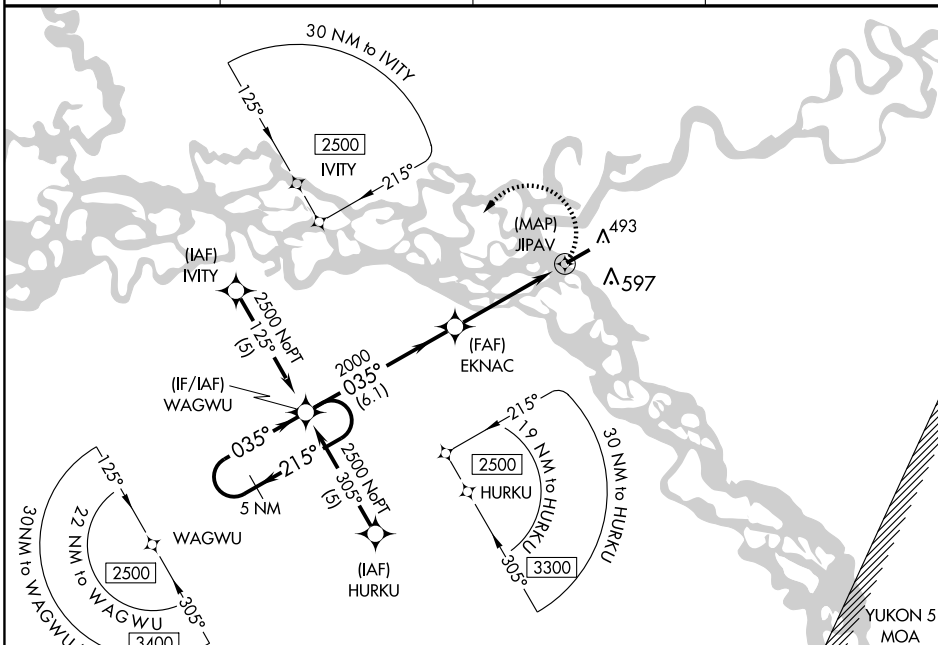 30 NM to IVITY
125°
2500
IVITY
215°
(MAP)
JIPAV
493
597
(IAF)
IVITY
2500 NoPT
125°
(5)
(FAF)
EKNAC
2000
035°
(6.1)
(IF/IAF)
WAGWU
035°
215°
5 NM
2500 NoPT
305°
(5)
(IAF)
HURKU
215°
19 NM to HURKU
30 NM to HURKU
2500
HURKU
3300
305°
125°
WAGWU
22 NM to WAGWU
30NM to WAGWU
2500
305°
3400
YUKON 5
MOA